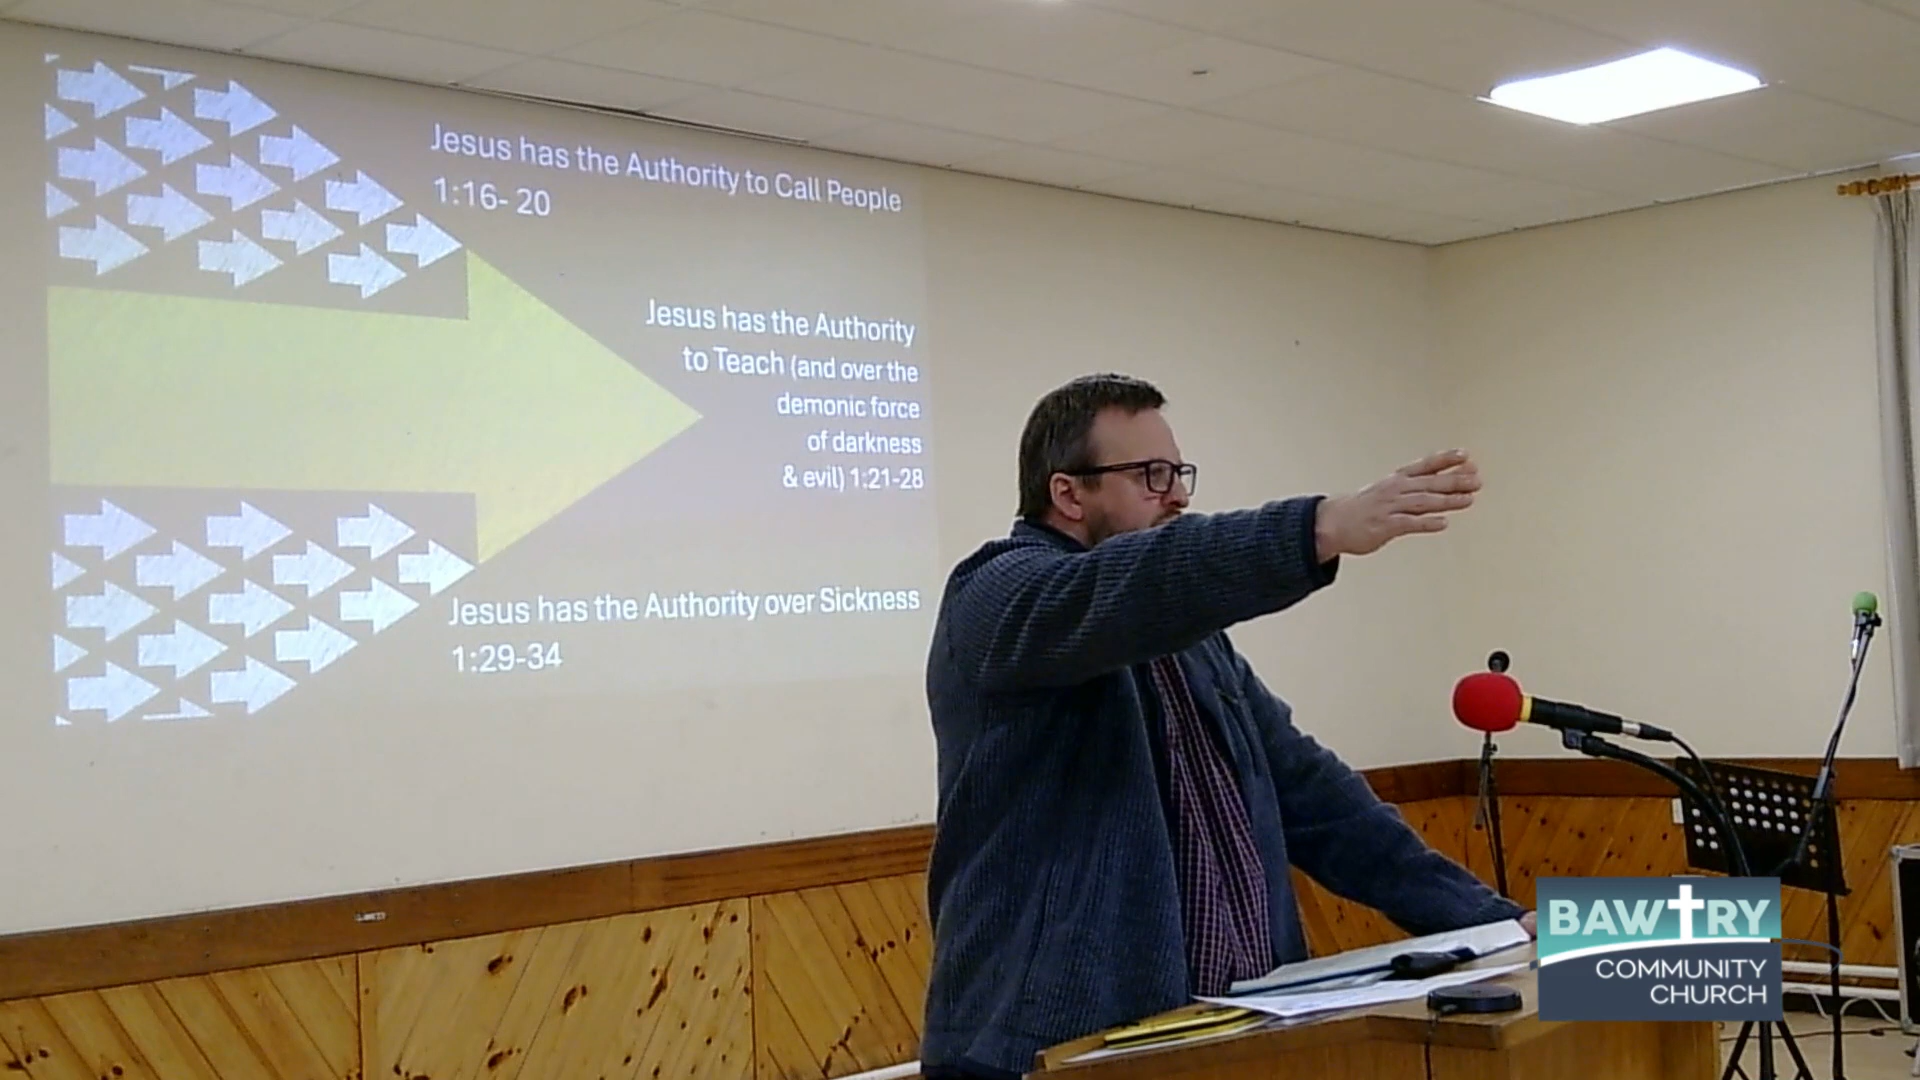 Jesus has the Authority to Call People
1:16- 20
Jesus has the Authority
to Teach (and over the
demonic force
of darkness
& evil) 1:21-28
Jesus has the Authority over Sickness
1:29-34
BAWTRY
COMMUNITY
CHURCH